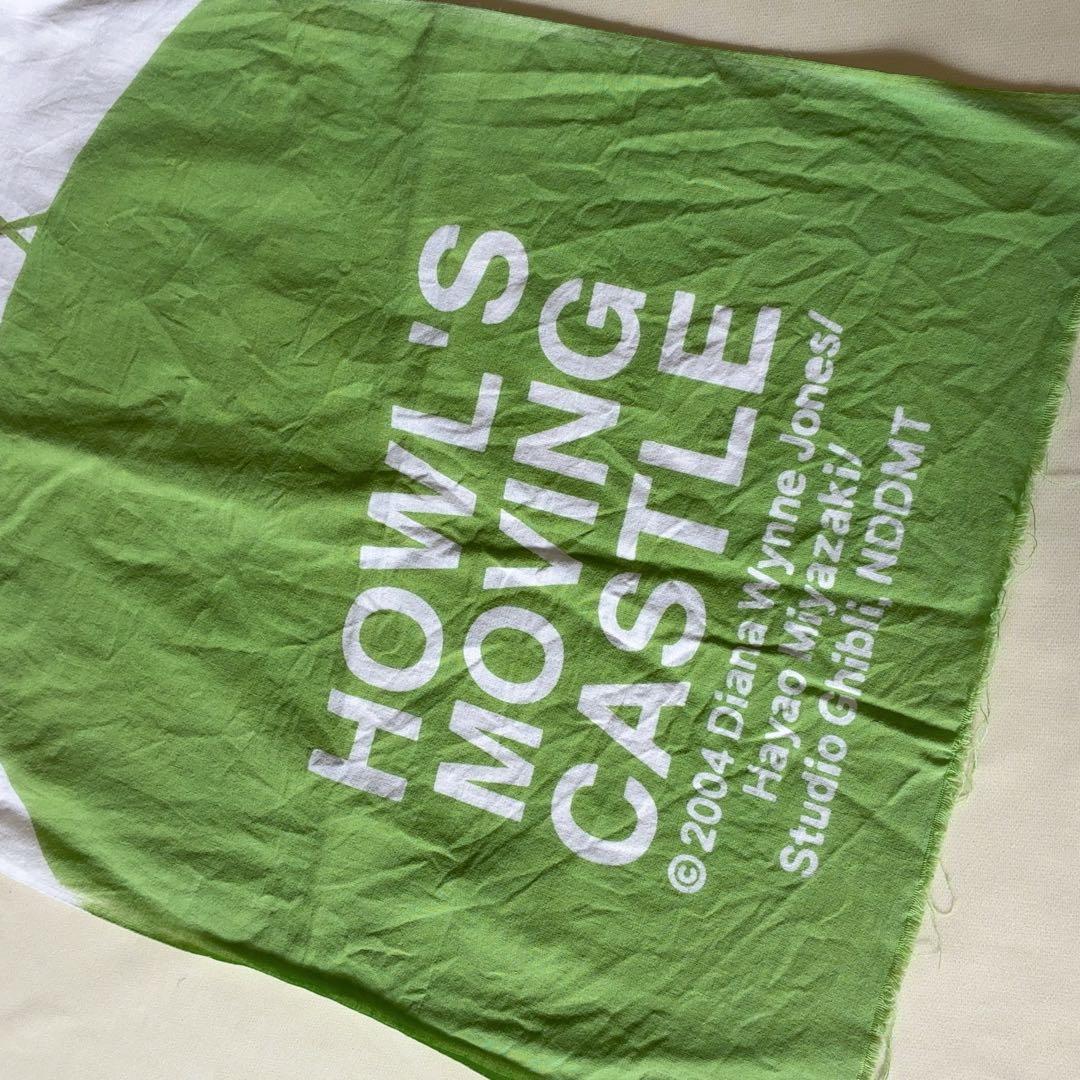 HOWL'S
MOVING
CASTLE
©2004 Diana Wynne Jones/
Hayao Miyazaki/
Studio Ghibli, NDDMT